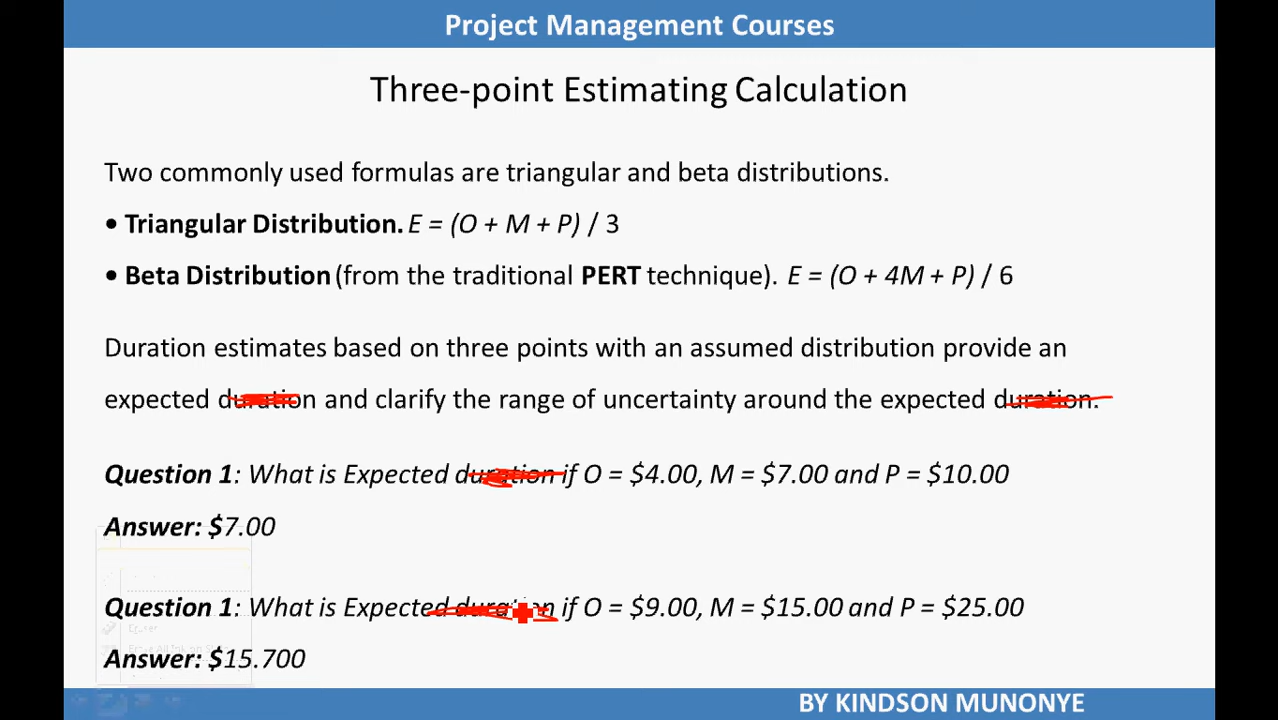 Project Management Courses
Three-point Estimating Calculation
Two commonly used formulas are triangular and beta distributions.
• Triangular Distribution. E = (O + M + P) / 3
• Beta Distribution (from the traditional PERT technique). E = (O + 4M + P) / 6
Duration estimates based on three points with an assumed distribution provide an
expected duration and clarify the range of uncertainty around the expected duration.
Question 1: What is Expected duration if O = $4.00, M = $7.00 and P = $10.00
Answer: $7.00
Question 1: What is Expected duration if O = $9.00, M = $15.00 and P = $25.00
Answer: $15.700
BY KINDSON MUNONYE